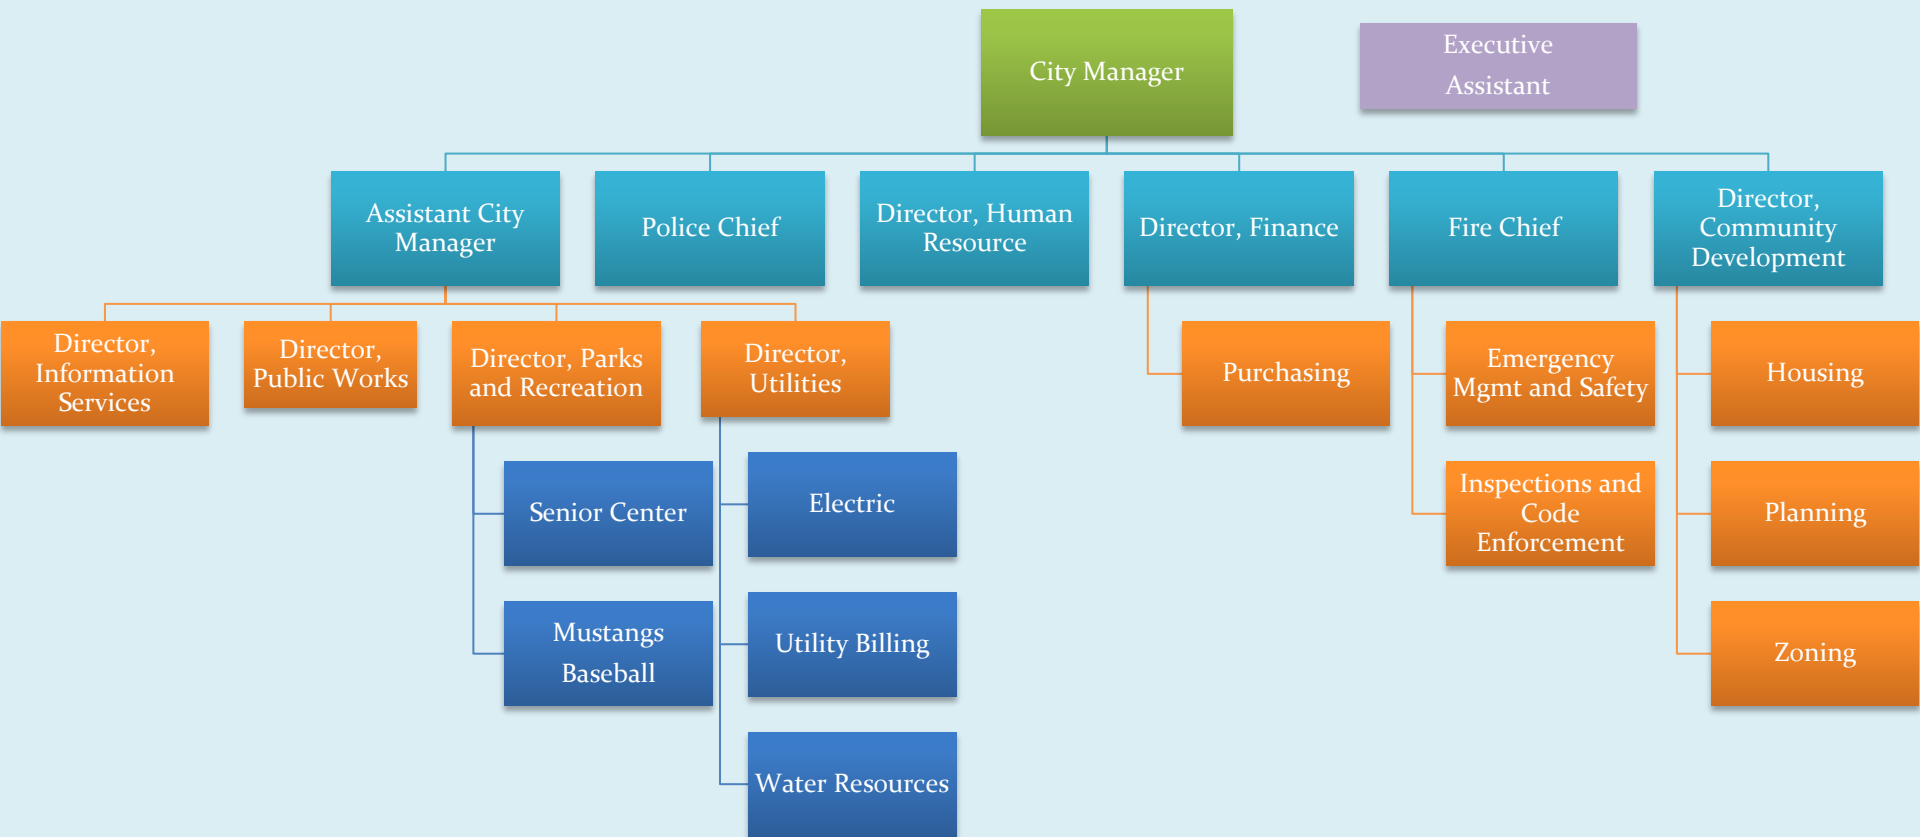 City Manager
Executive
Assistant
Assistant City
Manager
Police Chief
Director, Human
Resource
Director, Finance
Fire Chief
Director,
Community
Development
Director,
Information
Services
Director,
Public Works
Director, Parks
and Recreation
Director,
Utilities
Purchasing
Emergency
Mgmt and Safety
Housing
Senior Center
Electric
Inspections and
Code
Enforcement
Planning
Mustangs
Baseball
Utility Billing
Zoning
Water Resources